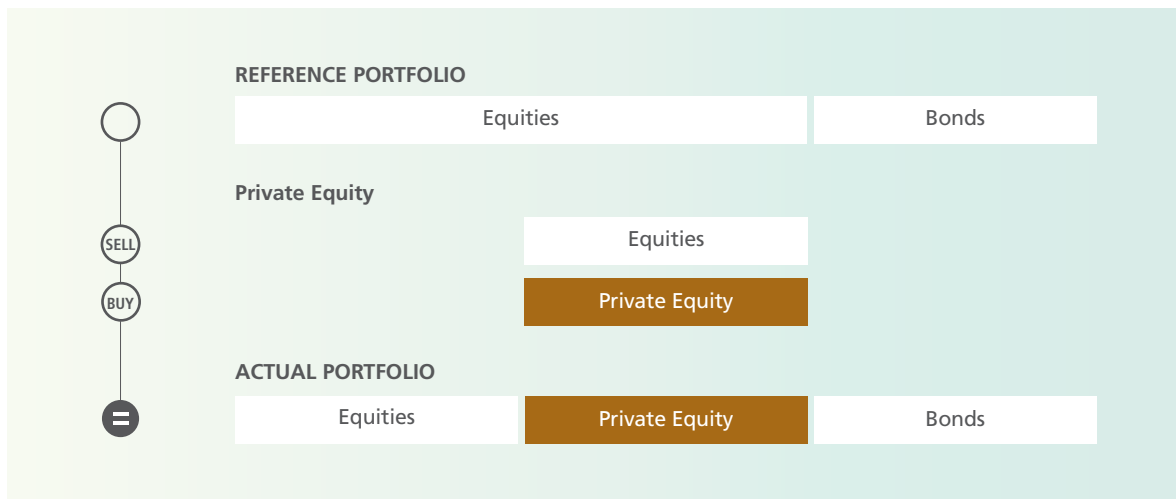 REFERENCE PORTFOLIO
Equities Bonds
Private Equity
SELL Equities
BUY Private Equity
ACTUAL PORTFOLIO
= Equities Private Equity Bonds